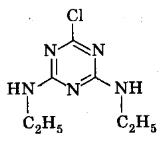 Cl
N N
HN N NH
C₂H₅ C₂H₅